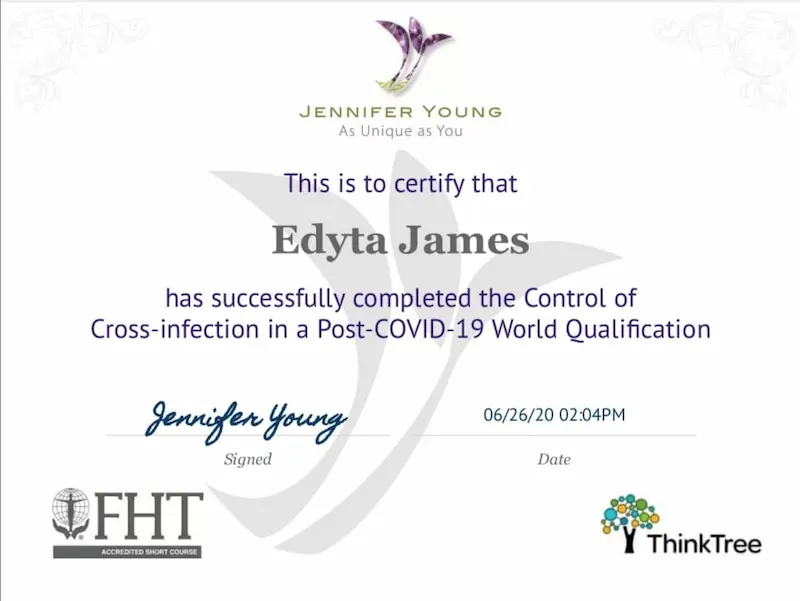 JENNIFER YOUNG
As Unique as You
This is to certify that
Edyta James
has successfully completed the Control of
Cross-infection in a Post-COVID-19 World Qualification
Jennifer Young
06/26/20 02:04PM
Signed
Date
FHT
ACCREDITED SHORT COURSE
ThinkTree